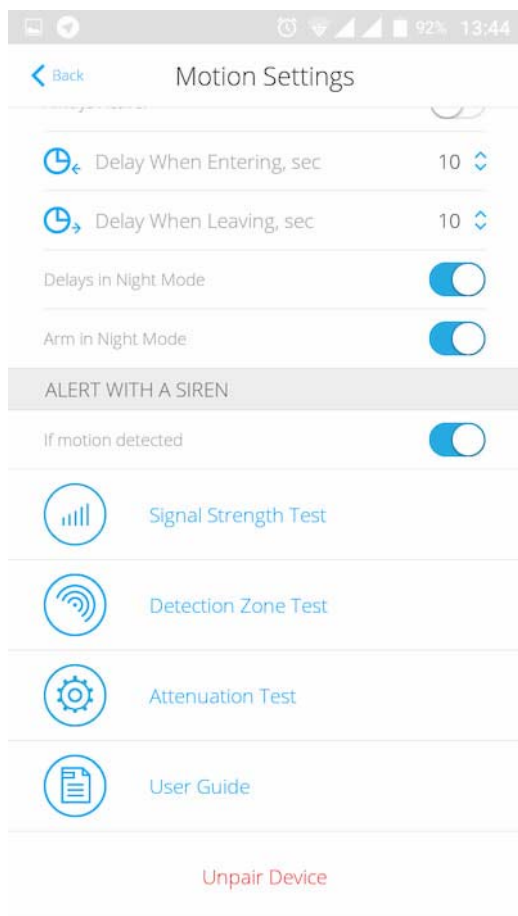 92% 13:44
Back Motion Settings
Delay When Entering, sec 10
Delay When Leaving, sec 10
Delays in Night Mode
Arm in Night Mode
ALERT WITH A SIREN
If motion detected
Signal Strength Test
Detection Zone Test
Attenuation Test
User Guide
Unpair Device